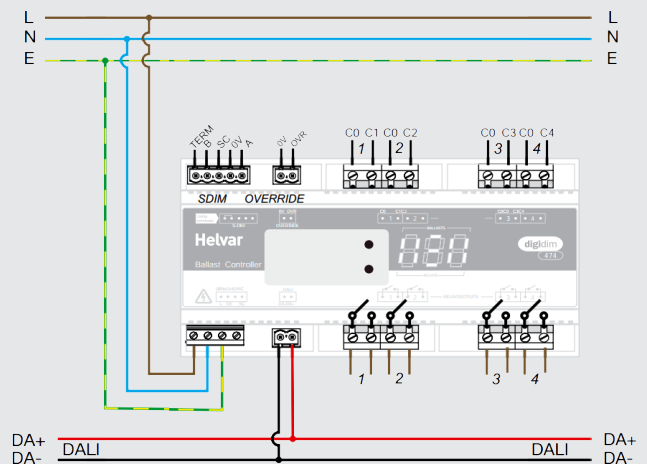 L L
N N
E E
TERM B SC 0V A 0V OVR C0 C1 C0 C2 C0 C3 C0 C4
1 2 3 4
SDIM OVERRIDE
Helvar
digidim
474
Ballast Controller
1 2 3 4
DA+ DA+
DALI DALI
DA- DA-